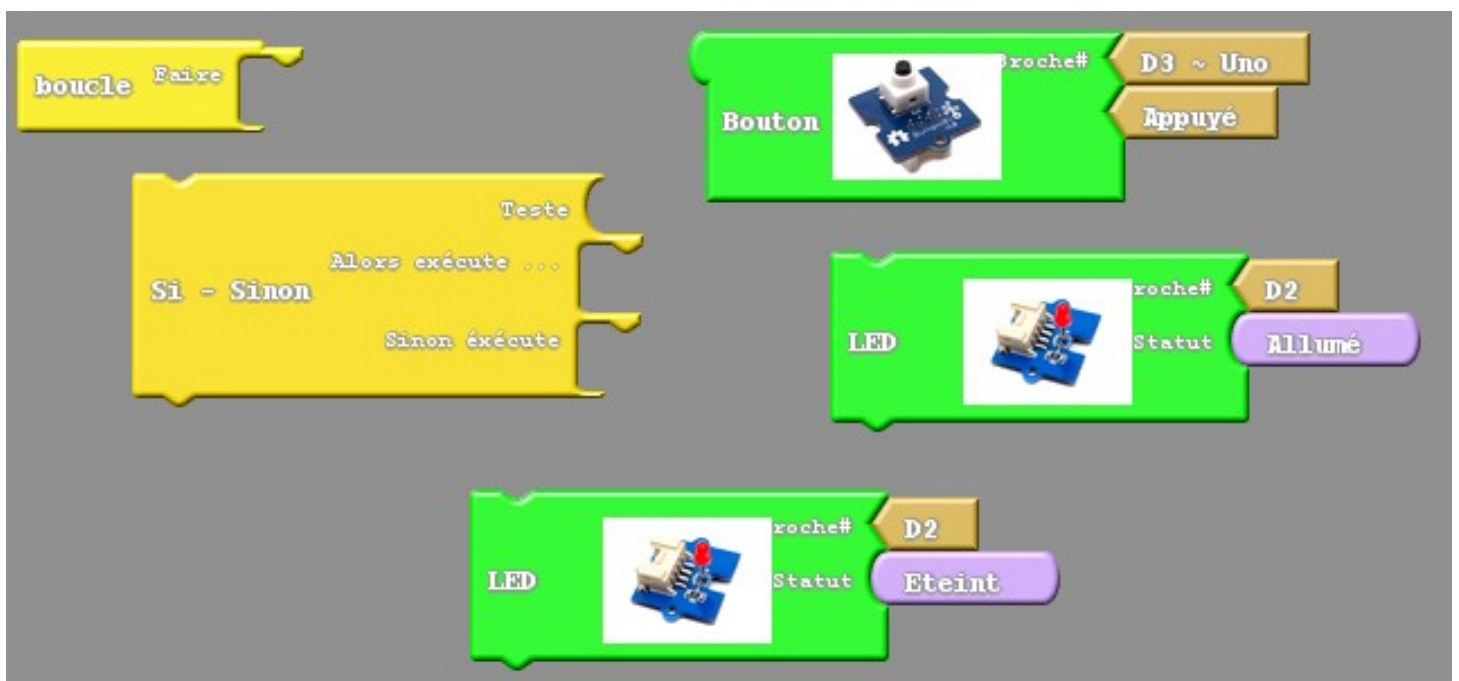 boucle Faire
Teste
Alors exécute ...
Si - Sinon
Sinon éxécute
Broche# D3 ~ Uno
Appuyé
Bouton
roche# D2
LED
Statut Allumé
roche# D2
LED
Statut Eteint